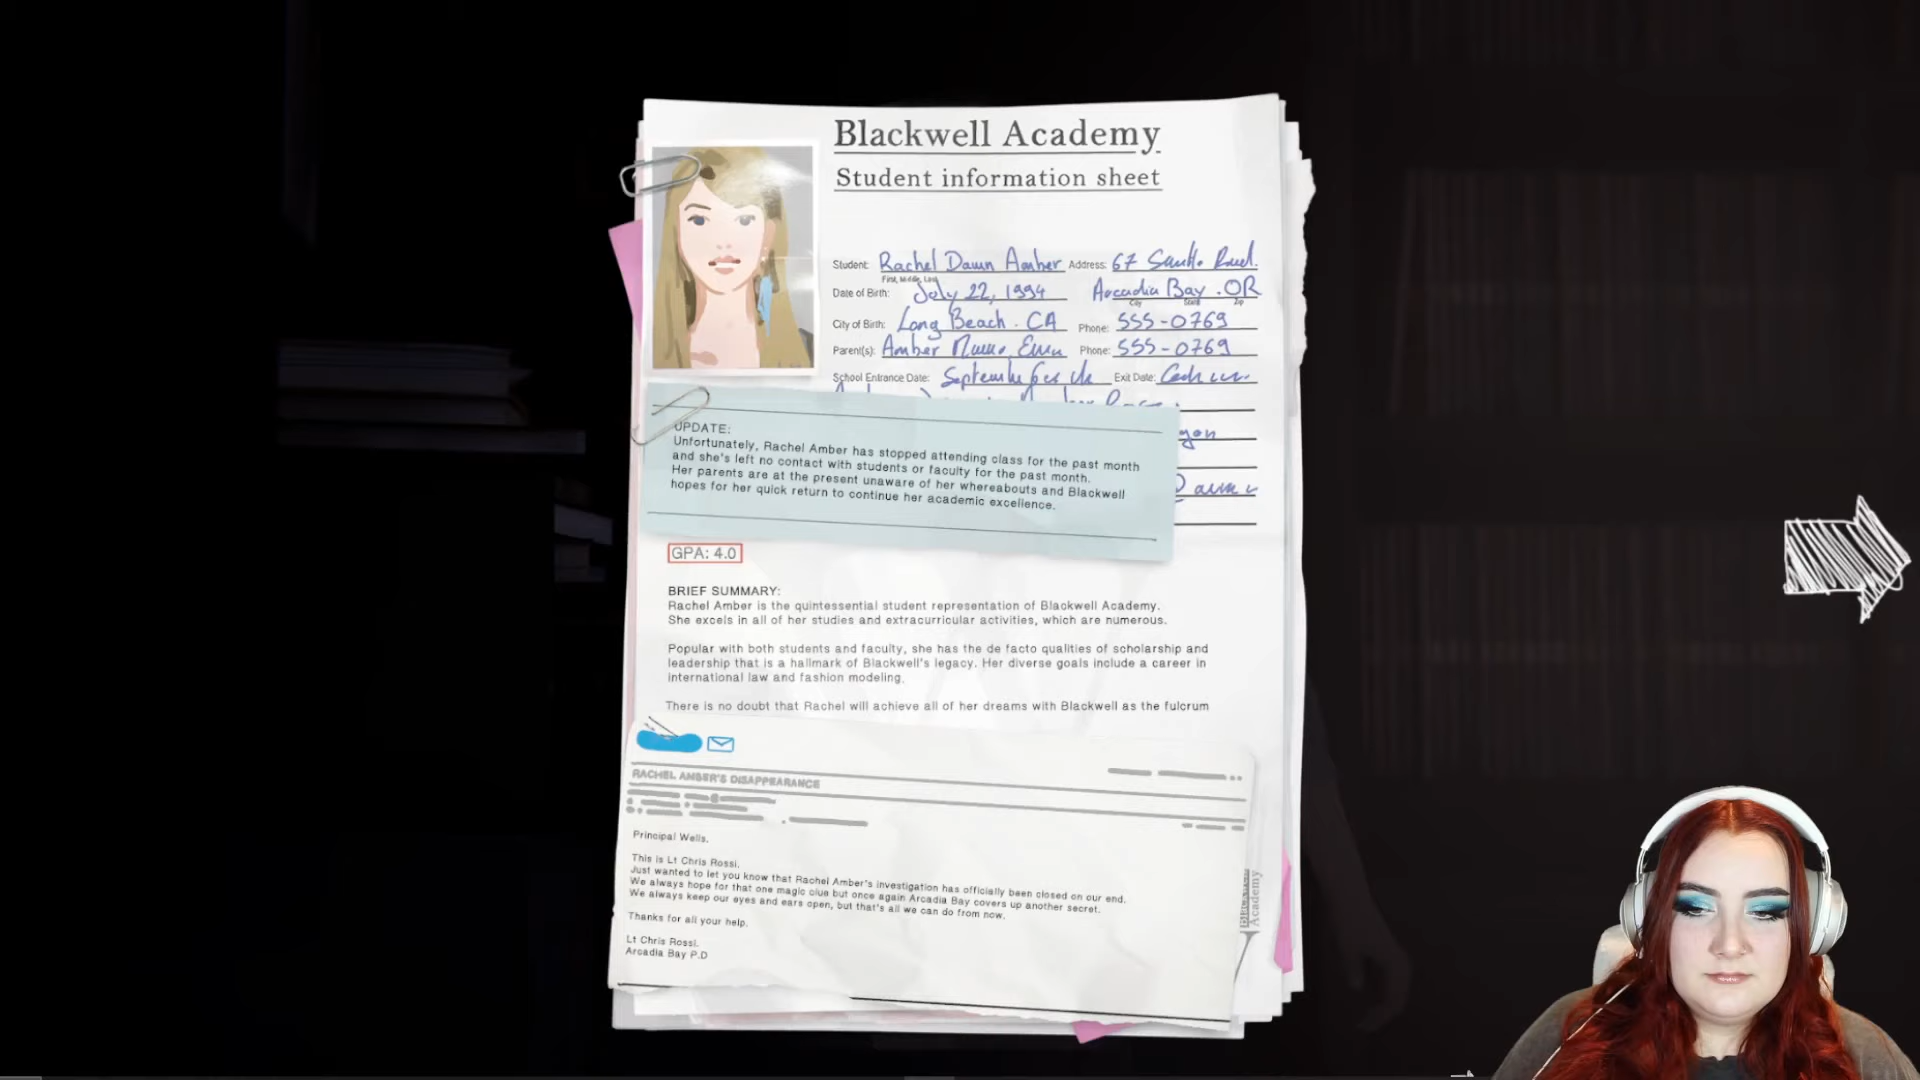 Blackwell Academy
Student information sheet
Student: Rachel Dawn Amber Address: 67
First, Middle, Last
Date of Birth: July 22, 1994 Arcadia Bay . OR
City State Zip
City of Birth: Long Beach . CA Phone: 555-0769
Parent(s): Amber Phone: 555-0769
School Entrance Date: Exit Date:
UPDATE:
Unfortunately, Rachel Amber has stopped attending class for the past month
and she's left no contact with students or faculty for the past month.
Her parents are at the present unaware of her whereabouts and Blackwell
hopes for her quick return to continue her academic excellence.
GPA: 4.0
BRIEF SUMMARY:
Rachel Amber is the quintessential student representation of Blackwell Academy.
She excels in all of her studies and extracurricular activities, which are numerous.
Popular with both students and faculty, she has the de facto qualities of scholarship and
leadership that is a hallmark of Blackwell's legacy. Her diverse goals include a career in
international law and fashion modeling.
There is no doubt that Rachel will achieve all of her dreams with Blackwell as the fulcrum
RACHEL AMBER'S DISAPPEARANCE
Principal Wells,
This is Lt Chris Rossi.
Just wanted to let you know that Rachel Amber's investigation has officially been closed on our end.
We always hope for that one magic clue but once again Arcadia Bay covers up another secret.
We always keep our eyes and ears open, but that's all we can do from now.
Thanks for all your help.
Lt Chris Rossi.
Arcadia Bay P.D
Academy